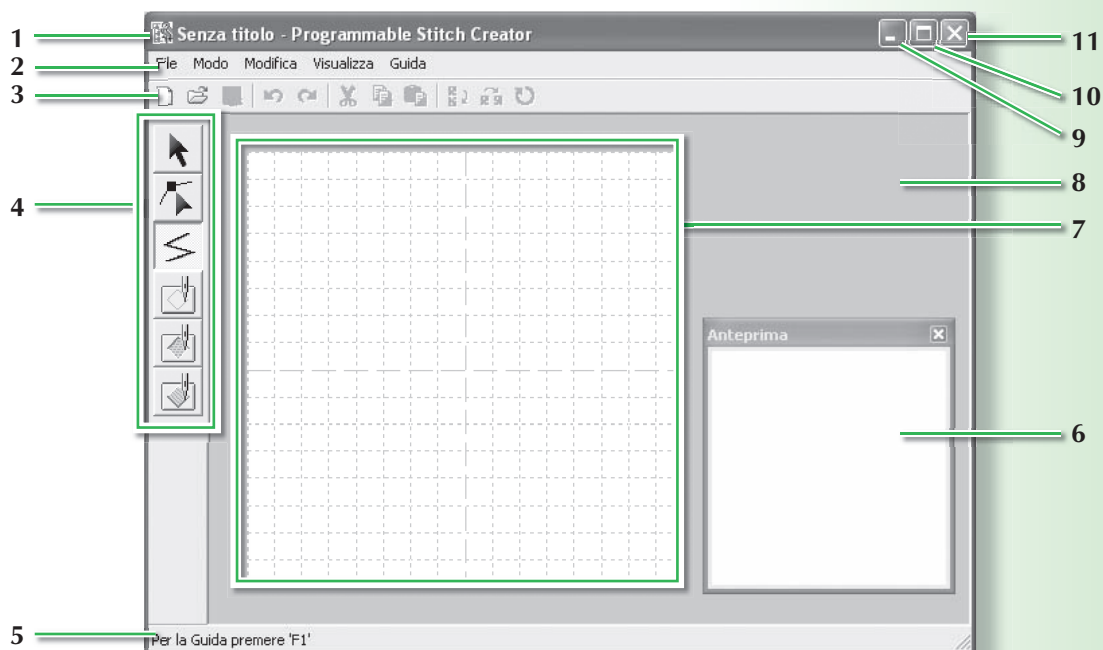 1
Senza titolo - Programmable Stitch Creator
11
2
File Modo Modifica Visualizza Guida
3
10
9
4
8
7
Anteprima
6
5
Per la Guida premere 'F1'